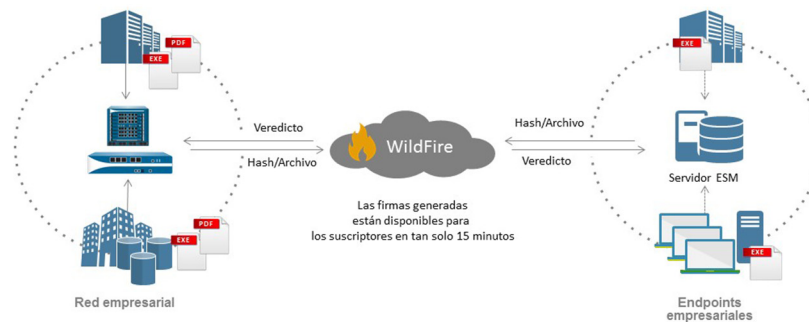 PDF
EXE
EXE
Veredicto
Hash/Archivo
WildFire
Hash/Archivo
Veredicto
Servidor ESM
Las firmas generadas
están disponibles para
los suscriptores en tan solo 15 minutos
EXE
PDF
EXE
Red empresarial
Endpoints
empresariales